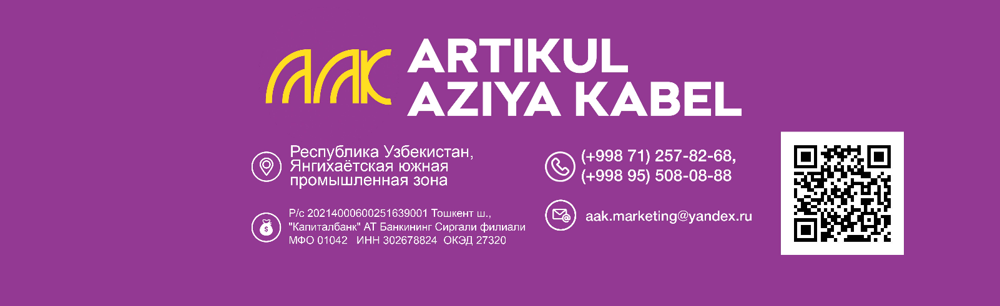 AAK
ARTIKUL
AZIYA KABEL
Республика Узбекистан,
Янгихаётская южная
промышленная зона
(+998 71) 257-82-68,
(+998 95) 508-08-88
Р/с 20214000600251639001 Тошкент ш.,
"Капиталбанк" АТ Банкининг Сиргали филиали
МФО 01042 ИНН 302678824 ОКЭД 27320
aak.marketing@yandex.ru